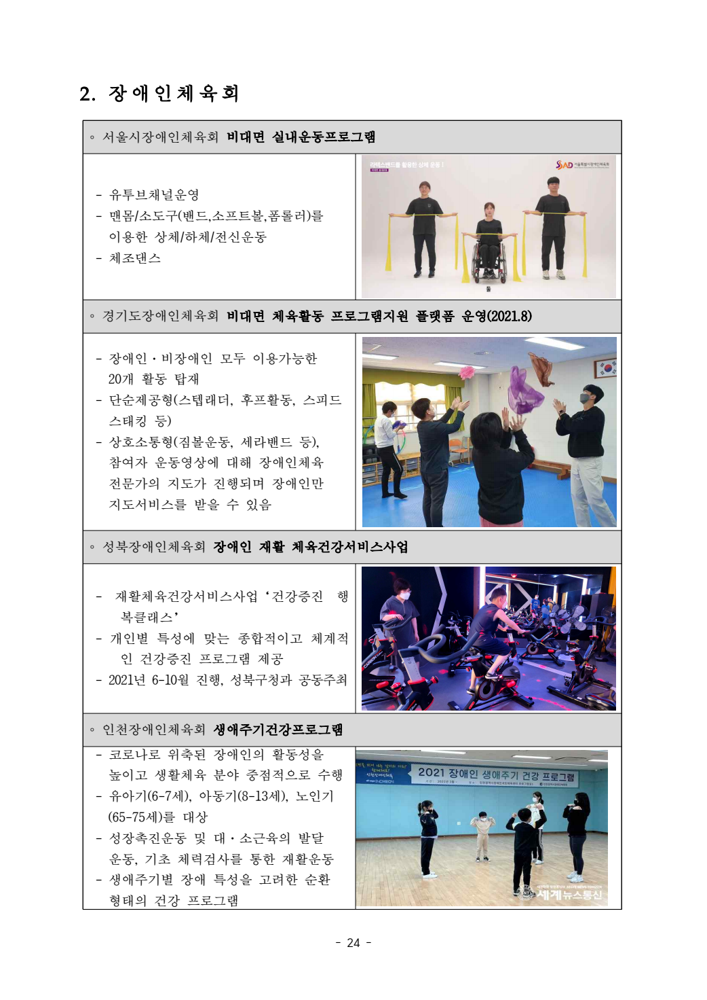 2. 장애인체육회
◦ 서울시장애인체육회 비대면 실내운동프로그램
- 유투브채널운영
- 맨몸/소도구(밴드,소프트볼,폼롤러)를
이용한 상체/하체/전신운동
- 체조댄스
라텍스밴드를 활용한 상체 운동 1
SAD 서울특별시장애인체육회
둘
◦ 경기도장애인체육회 비대면 체육활동 프로그램지원 플랫폼 운영(2021.8)
- 장애인·비장애인 모두 이용가능한
20개 활동 탑재
- 단순제공형(스텝래더, 후프활동, 스피드
스태킹 등)
- 상호소통형(짐볼운동, 세라밴드 등),
참여자 운동영상에 대해 장애인체육
전문가의 지도가 진행되며 장애인만
지도서비스를 받을 수 있음
◦ 성북장애인체육회 장애인 재활 체육건강서비스사업
- 재활체육건강서비스사업 ‘건강증진 행
복클래스’
- 개인별 특성에 맞는 종합적이고 체계적
인 건강증진 프로그램 제공
- 2021년 6-10월 진행, 성북구청과 공동주최
◦ 인천장애인체육회 생애주기건강프로그램
- 코로나로 위축된 장애인의 활동성을
높이고 생활체육 분야 중점적으로 수행
- 유아기(6-7세), 아동기(8-13세), 노인기
(65-75세)를 대상
- 성장촉진운동 및 대·소근육의 발달
운동, 기초 체력검사를 통한 재활운동
- 생애주기별 장애 특성을 고려한 순환
형태의 건강 프로그램
2021 장애인 생애주기 건강 프로그램
세계뉴스통신
- 24 -